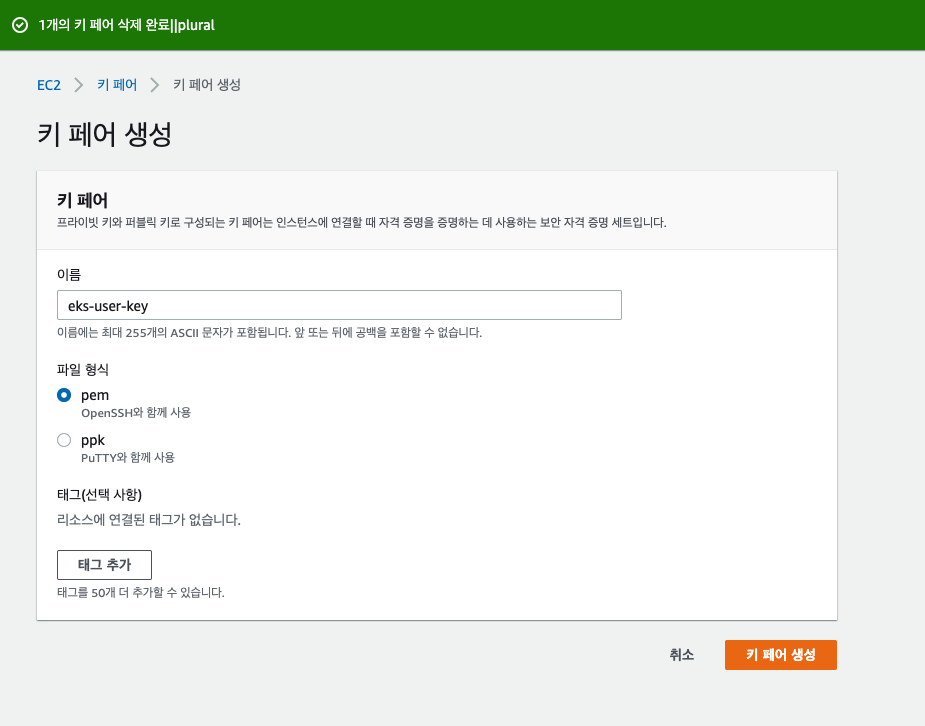 1개의 키 페어 삭제 완료||plural
EC2 > 키 페어 > 키 페어 생성
키 페어 생성
키 페어
프라이빗 키와 퍼블릭 키로 구성되는 키 페어는 인스턴스에 연결할 때 자격 증명을 증명하는 데 사용하는 보안 자격 증명 세트입니다.
이름
eks-user-key
이름에는 최대 255개의 ASCII 문자가 포함됩니다. 앞 또는 뒤에 공백을 포함할 수 없습니다.
파일 형식
pem
OpenSSH와 함께 사용
ppk
PuTTY와 함께 사용
태그(선택 사항)
리소스에 연결된 태그가 없습니다.
태그 추가
태그를 50개 더 추가할 수 있습니다.
취소 키 페어 생성